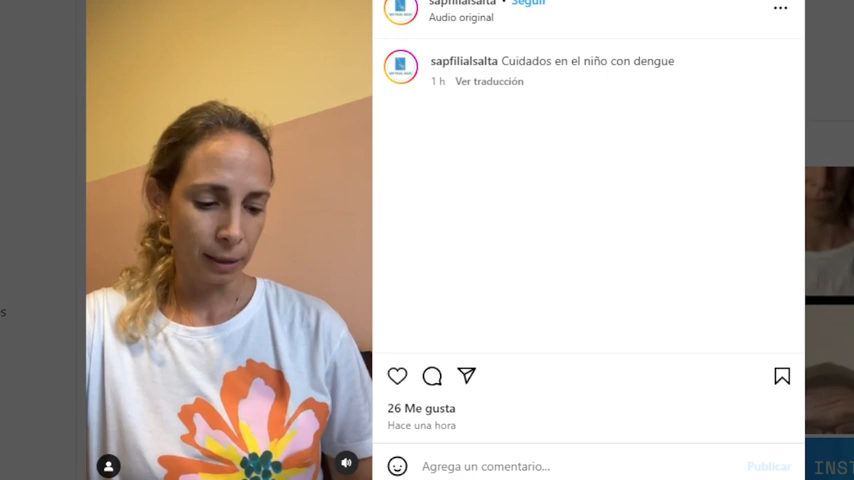 sapfilialsalta • Seguir
Audio original
sapfilialsalta Cuidados en el niño con dengue
1 h Ver traducción
26 Me gusta
Hace una hora
Agrega un comentario...
Publicar
s
INST